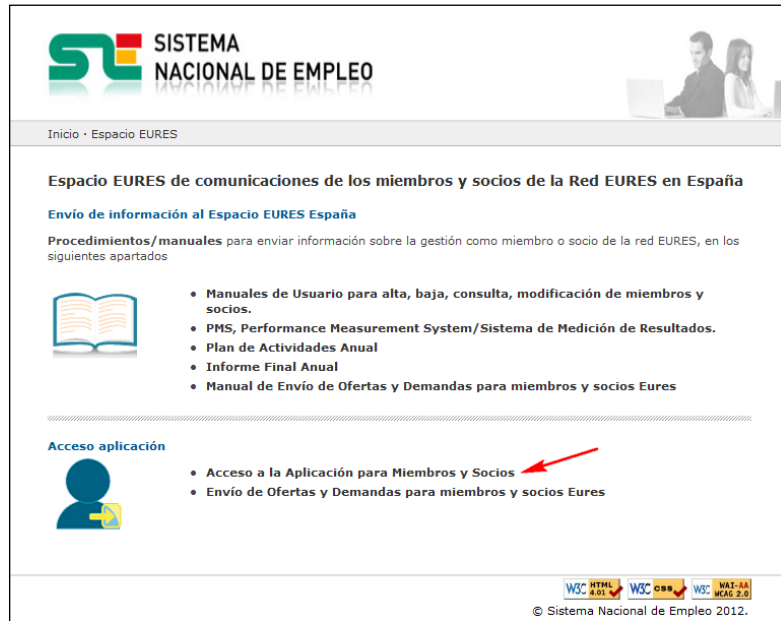 SISTEMA
NACIONAL DE EMPLEO
Inicio · Espacio EURES
Espacio EURES de comunicaciones de los miembros y socios de la Red EURES en España
Envío de información al Espacio EURES España
Procedimientos/manuales para enviar información sobre la gestión como miembro o socio de la red EURES, en los
siguientes apartados
• Manuales de Usuario para alta, baja, consulta, modificación de miembros y
socios.
• PMS, Performance Measurement System/Sistema de Medición de Resultados.
• Plan de Actividades Anual
• Informe Final Anual
• Manual de Envío de Ofertas y Demandas para miembros y socios Eures
Acceso aplicación
• Acceso a la Aplicación para Miembros y Socios
• Envío de Ofertas y Demandas para miembros y socios Eures
W3C HTML 4.01 W3C css W3C WAI-AA WCAG 2.0
© Sistema Nacional de Empleo 2012.